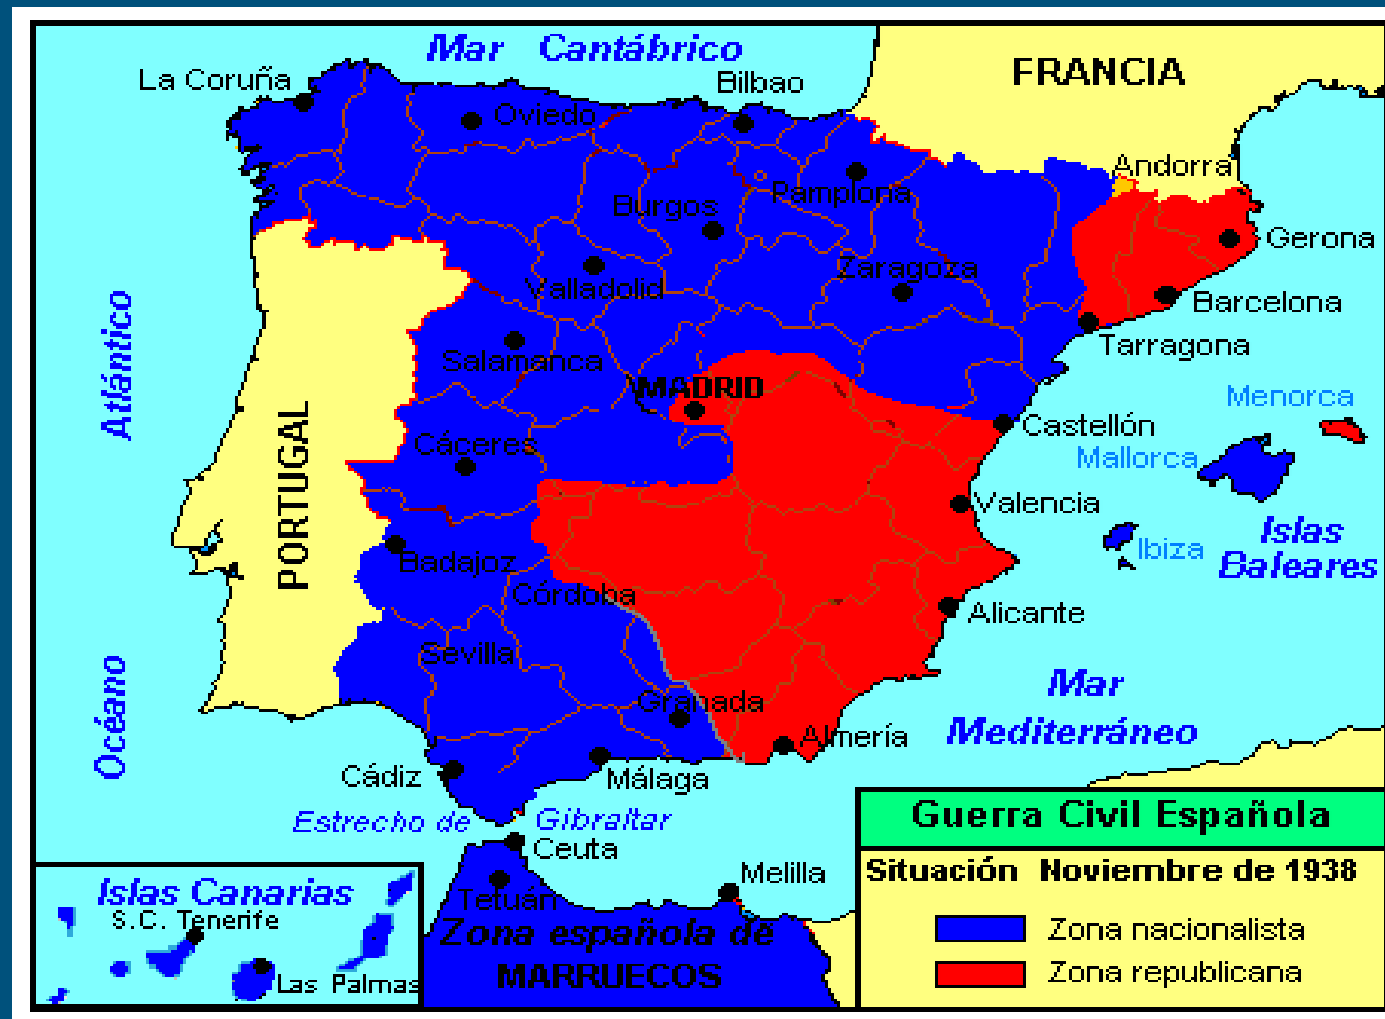 Mar Cantábrico
La Coruña
Bilbao
FRANCIA
Oviedo
Andorra
Pamplona
Burgos
Gerona
Zaragoza
Valladolid
Barcelona
Tarragona
Salamanca
MADRID
Menorca
Castellón
Cáceres
Mallorca
Valencia
Atlántico
PORTUGAL
Islas
Baleares
Ibiza
Badajoz
Córdoba
Alicante
Sevilla
Granada
Mar
Mediterráneo
Almería
Océano
Cádiz
Málaga
Estrecho de Gibraltar
Ceuta
Melilla
Tetuán
Zona española de
MARRUECOS
Islas Canarias
S.C. Tenerife
Las Palmas
Guerra Civil Española
Situación Noviembre de 1938
Zona nacionalista
Zona republicana